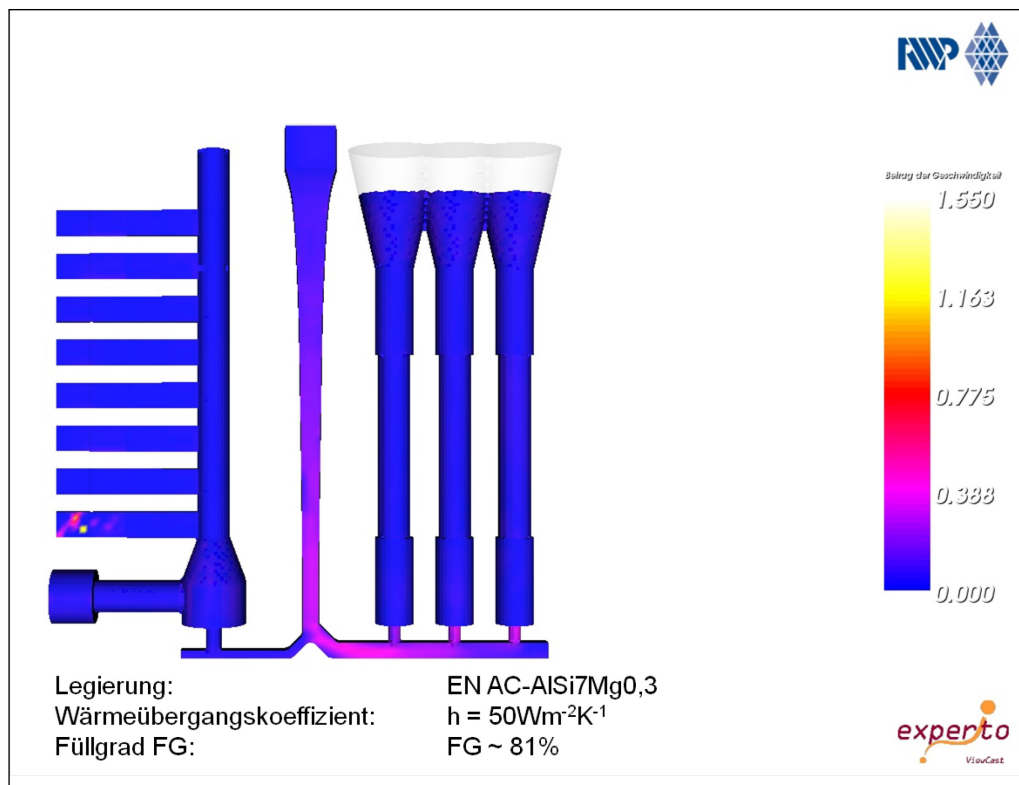 RWP
Betrag der Geschwindigkeit
1.550
1.163
0.775
0.388
0.000
Legierung: EN AC-AlSi7Mg0,3
Wärmeübergangskoeffizient: h = 50Wm⁻²K⁻¹
Füllgrad FG: FG ~ 81%
experto
ViewCast